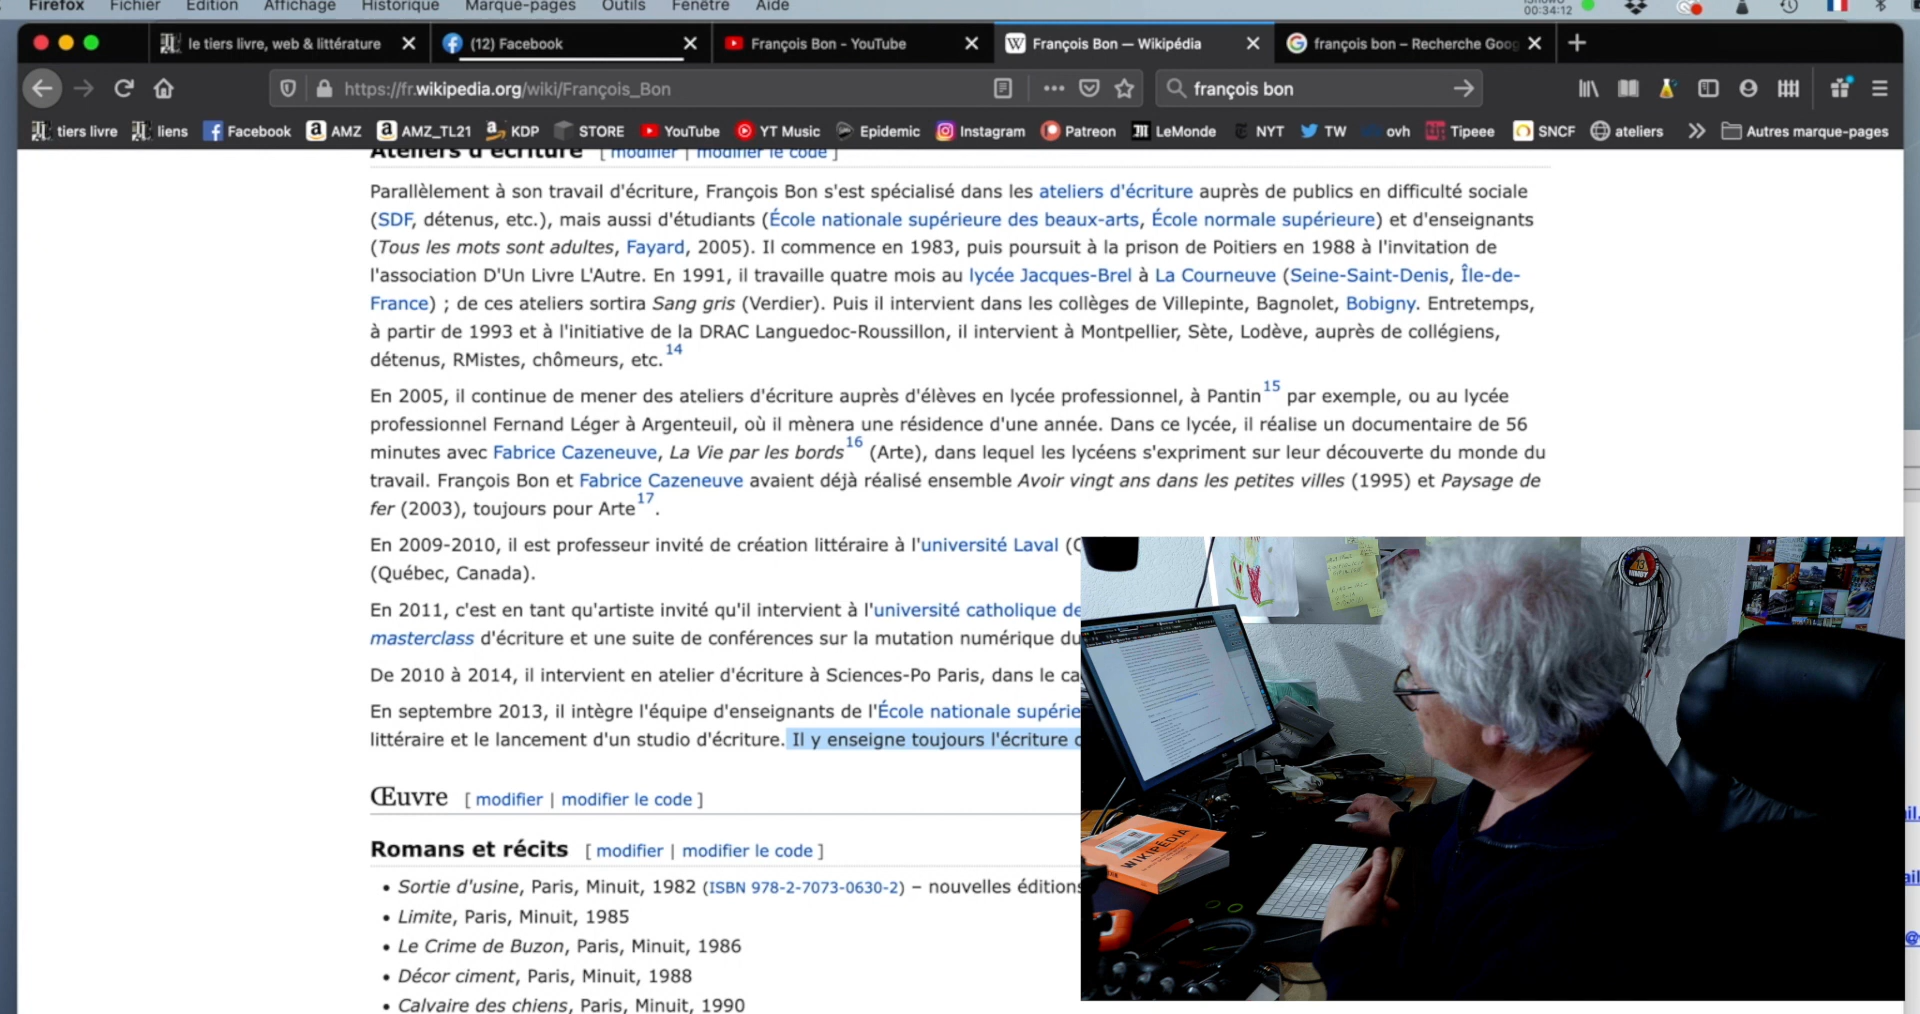 Firefox Fichier Édition Affichage Historique Marque-pages Outils Fenêtre Aide
00:34:12
le tiers livre, web & littérature
(12) Facebook
François Bon - YouTube
François Bon — Wikipédia
françois bon – Recherche Goog
https://fr.wikipedia.org/wiki/François_Bon
françois bon
tiers livre liens Facebook AMZ AMZ_TL21 KDP STORE YouTube YT Music Epidemic Instagram Patreon LeMonde NYT TW ovh Tipeee SNCF ateliers Autres marque-pages
Ateliers d'écriture [ modifier | modifier le code ]
Parallèlement à son travail d'écriture, François Bon s'est spécialisé dans les ateliers d'écriture auprès de publics en difficulté sociale
(SDF, détenus, etc.), mais aussi d'étudiants (École nationale supérieure des beaux-arts, École normale supérieure) et d'enseignants
(Tous les mots sont adultes, Fayard, 2005). Il commence en 1983, puis poursuit à la prison de Poitiers en 1988 à l'invitation de
l'association D'Un Livre L'Autre. En 1991, il travaille quatre mois au lycée Jacques-Brel à La Courneuve (Seine-Saint-Denis, Île-de-
France) ; de ces ateliers sortira Sang gris (Verdier). Puis il intervient dans les collèges de Villepinte, Bagnolet, Bobigny. Entretemps,
à partir de 1993 et à l'initiative de la DRAC Languedoc-Roussillon, il intervient à Montpellier, Sète, Lodève, auprès de collégiens,
détenus, RMistes, chômeurs, etc. 14
En 2005, il continue de mener des ateliers d'écriture auprès d'élèves en lycée professionnel, à Pantin 15 par exemple, ou au lycée
professionnel Fernand Léger à Argenteuil, où il mènera une résidence d'une année. Dans ce lycée, il réalise un documentaire de 56
minutes avec Fabrice Cazeneuve, La Vie par les bords 16 (Arte), dans lequel les lycéens s'expriment sur leur découverte du monde du
travail. François Bon et Fabrice Cazeneuve avaient déjà réalisé ensemble Avoir vingt ans dans les petites villes (1995) et Paysage de
fer (2003), toujours pour Arte 17.
En 2009-2010, il est professeur invité de création littéraire à l'université Laval (
(Québec, Canada).
En 2011, c'est en tant qu'artiste invité qu'il intervient à l'université catholique de
masterclass d'écriture et une suite de conférences sur la mutation numérique du
De 2010 à 2014, il intervient en atelier d'écriture à Sciences-Po Paris, dans le ca
En septembre 2013, il intègre l'équipe d'enseignants de l'École nationale supérie
littéraire et le lancement d'un studio d'écriture. Il y enseigne toujours l'écriture
Œuvre [ modifier | modifier le code ]
Romans et récits [ modifier | modifier le code ]
• Sortie d'usine, Paris, Minuit, 1982 (ISBN 978-2-7073-0630-2) – nouvelles éditions
• Limite, Paris, Minuit, 1985
• Le Crime de Buzon, Paris, Minuit, 1986
• Décor ciment, Paris, Minuit, 1988
• Calvaire des chiens, Paris, Minuit, 1990
WIKIPÉDIA
13
ail.
ail
@